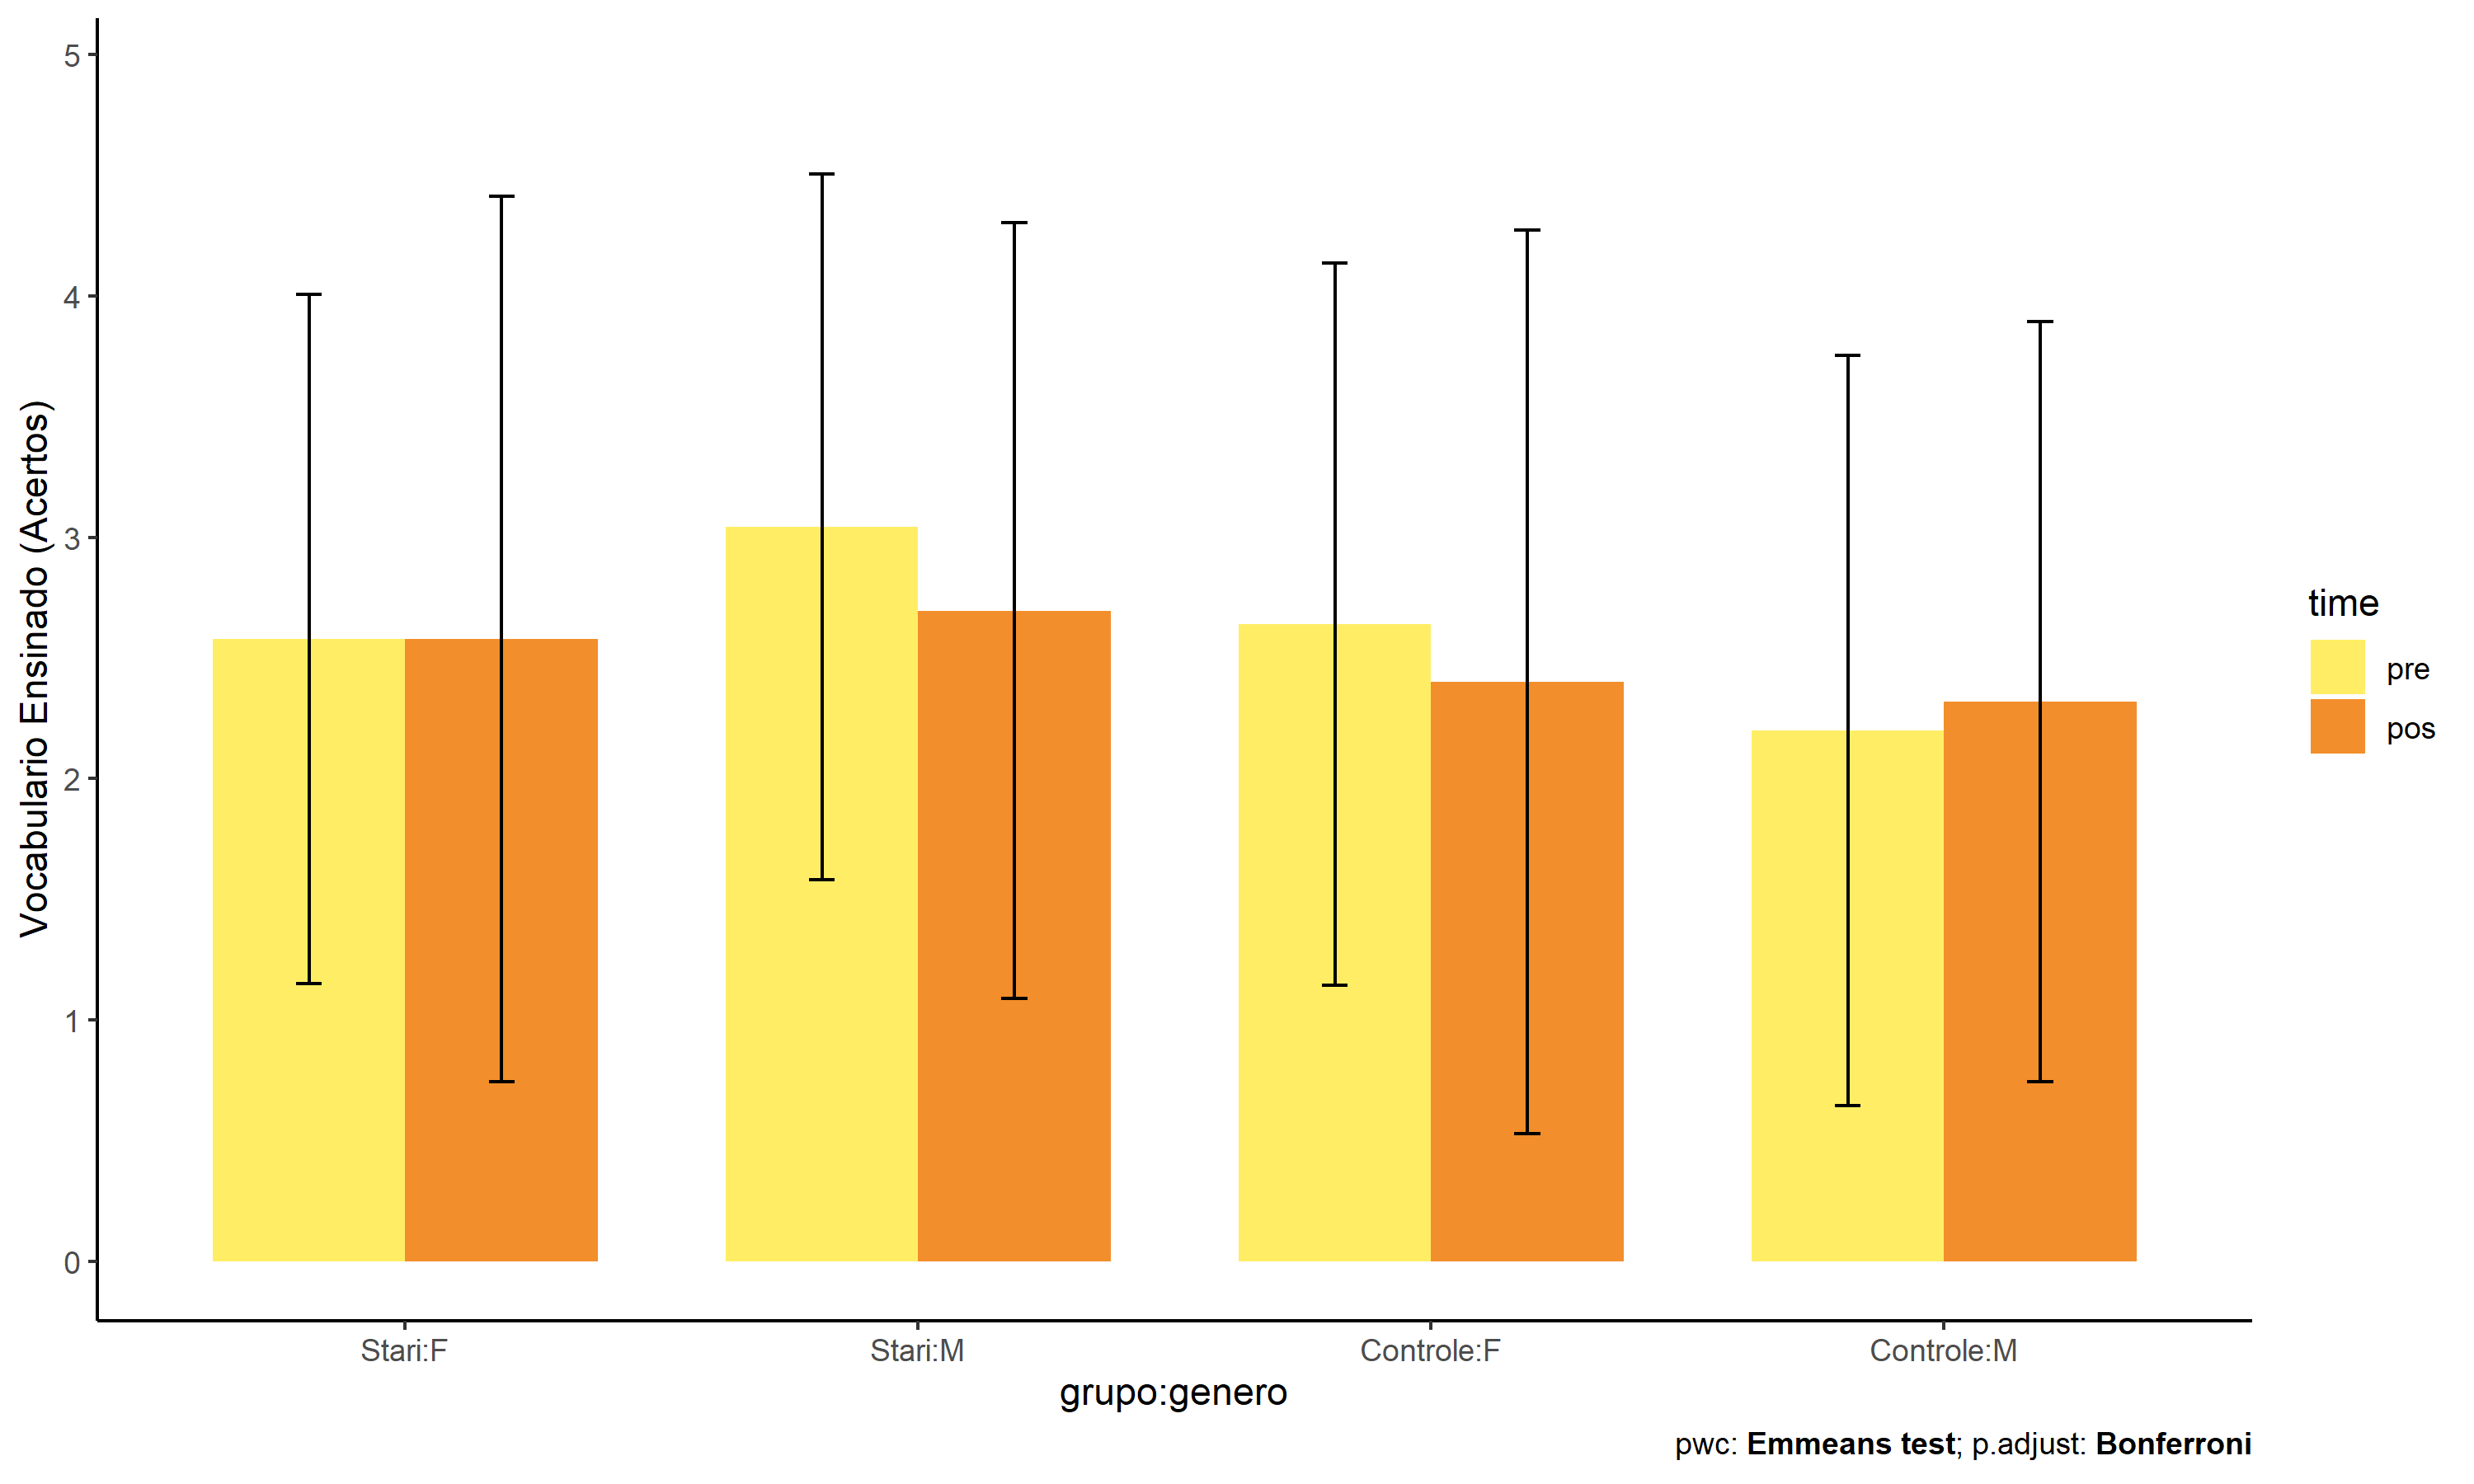 Vocabulario Ensinado (Acertos)
5
4
3
2
1
0
Stari:F
Stari:M
Controle:F
Controle:M
grupo:genero
time
pre
pos
pwc: Emmeans test; p.adjust: Bonferroni